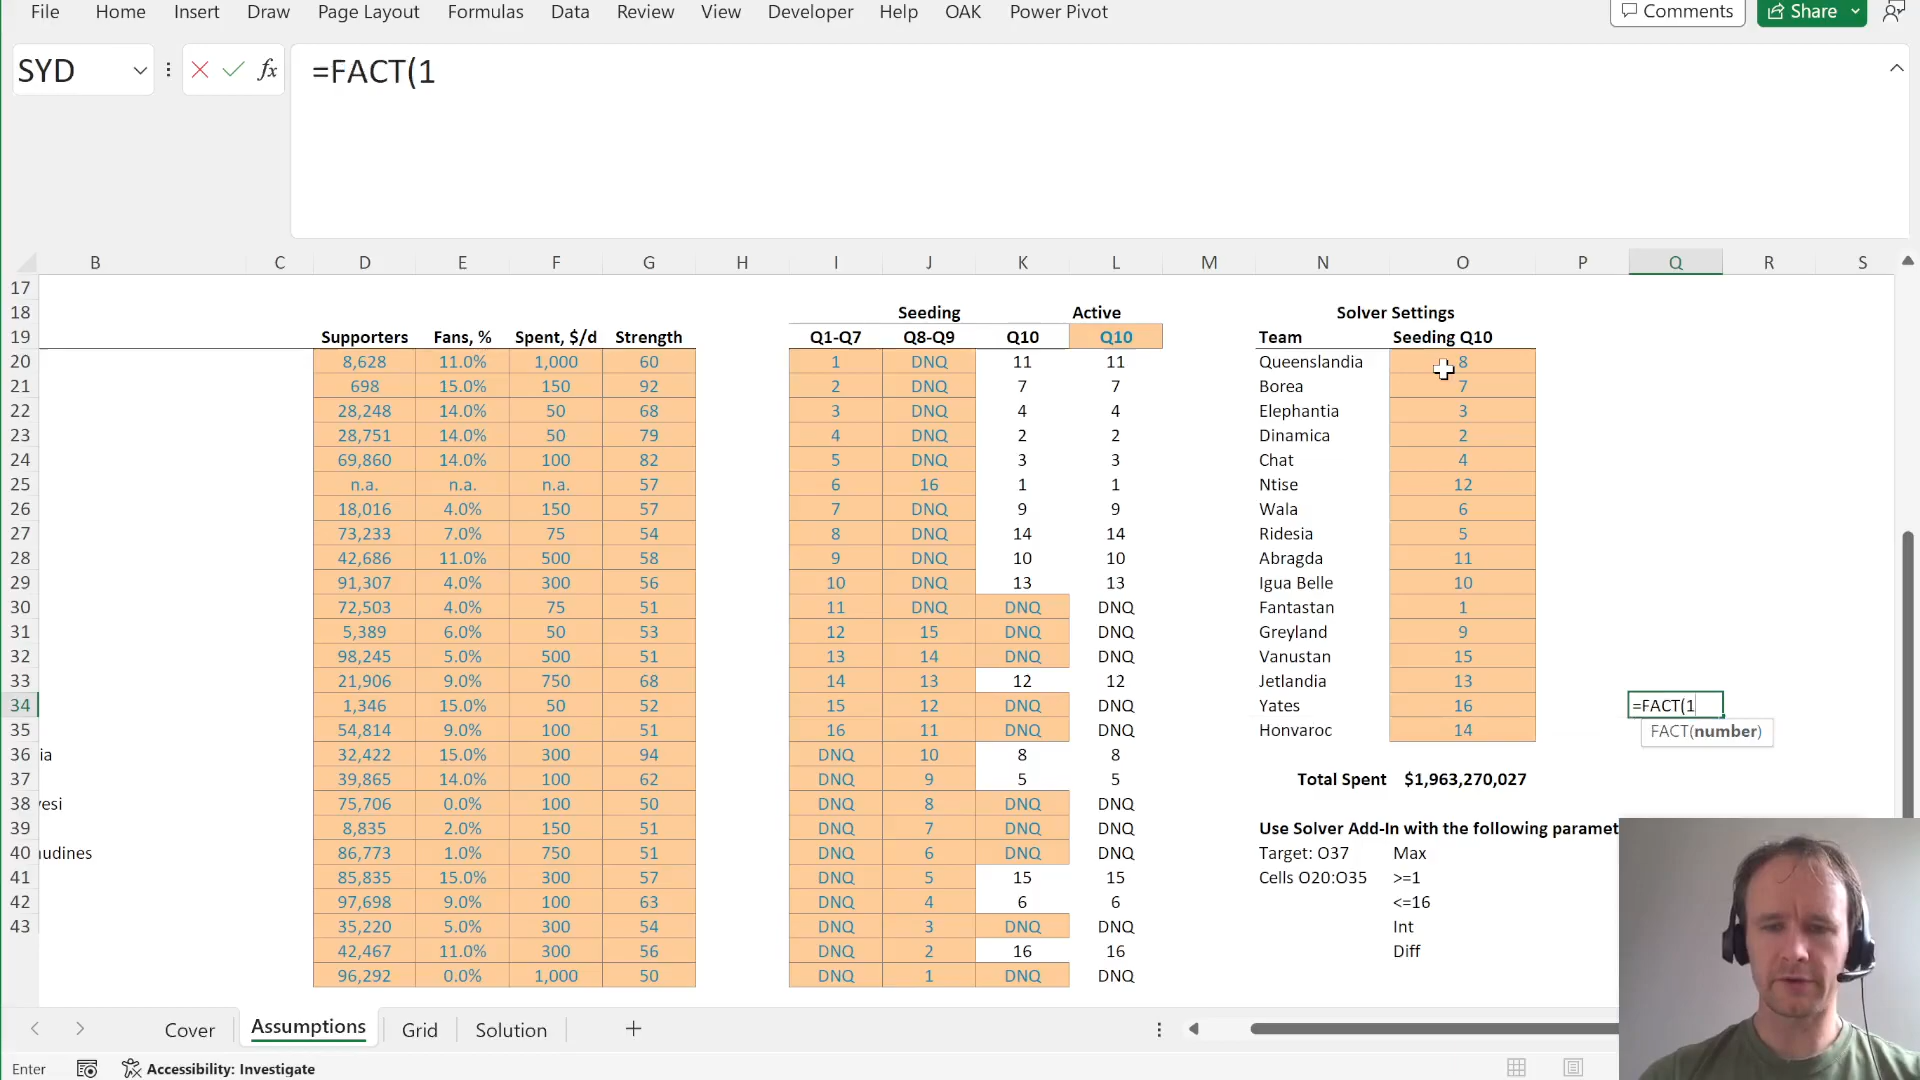 File Home Insert Draw Page Layout Formulas Data Review View Developer Help OAK Power Pivot Comments Share
SYD fx =FACT(1
B C D E F G H I J K L M N O P Q R S
17
18 Seeding Active Solver Settings
19 Supporters Fans, % Spent, $/d Strength Q1-Q7 Q8-Q9 Q10 Q10 Team Seeding Q10
20 8,628 11.0% 1,000 60 1 DNQ 11 11 Queenslandia 8
21 698 15.0% 150 92 2 DNQ 7 7 Borea 7
22 28,248 14.0% 50 68 3 DNQ 4 4 Elephantia 3
23 28,751 14.0% 50 79 4 DNQ 2 2 Dinamica 2
24 69,860 14.0% 100 82 5 DNQ 3 3 Chat 4
25 n.a. n.a. n.a. 57 6 16 1 1 Ntise 12
26 18,016 4.0% 150 57 7 DNQ 9 9 Wala 6
27 73,233 7.0% 75 54 8 DNQ 14 14 Ridesia 5
28 42,686 11.0% 500 58 9 DNQ 10 10 Abragda 11
29 91,307 4.0% 300 56 10 DNQ 13 13 Igua Belle 10
30 72,503 4.0% 75 51 11 DNQ DNQ DNQ Fantastan 1
31 5,389 6.0% 50 53 12 15 DNQ DNQ Greyland 9
32 98,245 5.0% 500 51 13 14 DNQ DNQ Vanustan 15
33 21,906 9.0% 750 68 14 13 12 12 Jetlandia 13
34 1,346 15.0% 50 52 15 12 DNQ DNQ Yates 16 =FACT(1
35 54,814 9.0% 100 51 16 11 DNQ DNQ Honvaroc 14 FACT(number)
36 ia 32,422 15.0% 300 94 DNQ 10 8 8
37 39,865 14.0% 100 62 DNQ 9 5 5 Total Spent $1,963,270,027
38 vesi 75,706 0.0% 100 50 DNQ 8 DNQ DNQ
39 8,835 2.0% 150 51 DNQ 7 DNQ DNQ Use Solver Add-In with the following paramet
40 udines 86,773 1.0% 750 51 DNQ 6 DNQ DNQ Target: O37 Max
41 85,835 15.0% 300 57 DNQ 5 15 15 Cells O20:O35 >=1
42 97,698 9.0% 100 63 DNQ 4 6 6 <=16
43 35,220 5.0% 300 54 DNQ 3 DNQ DNQ Int
42,467 11.0% 300 56 DNQ 2 16 16 Diff
96,292 0.0% 1,000 50 DNQ 1 DNQ DNQ
Cover Assumptions Grid Solution
Enter Accessibility: Investigate